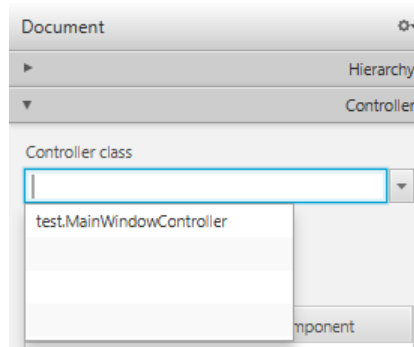 Document
Hierarchy
Controller
Controller class
test.MainWindowController
mponent